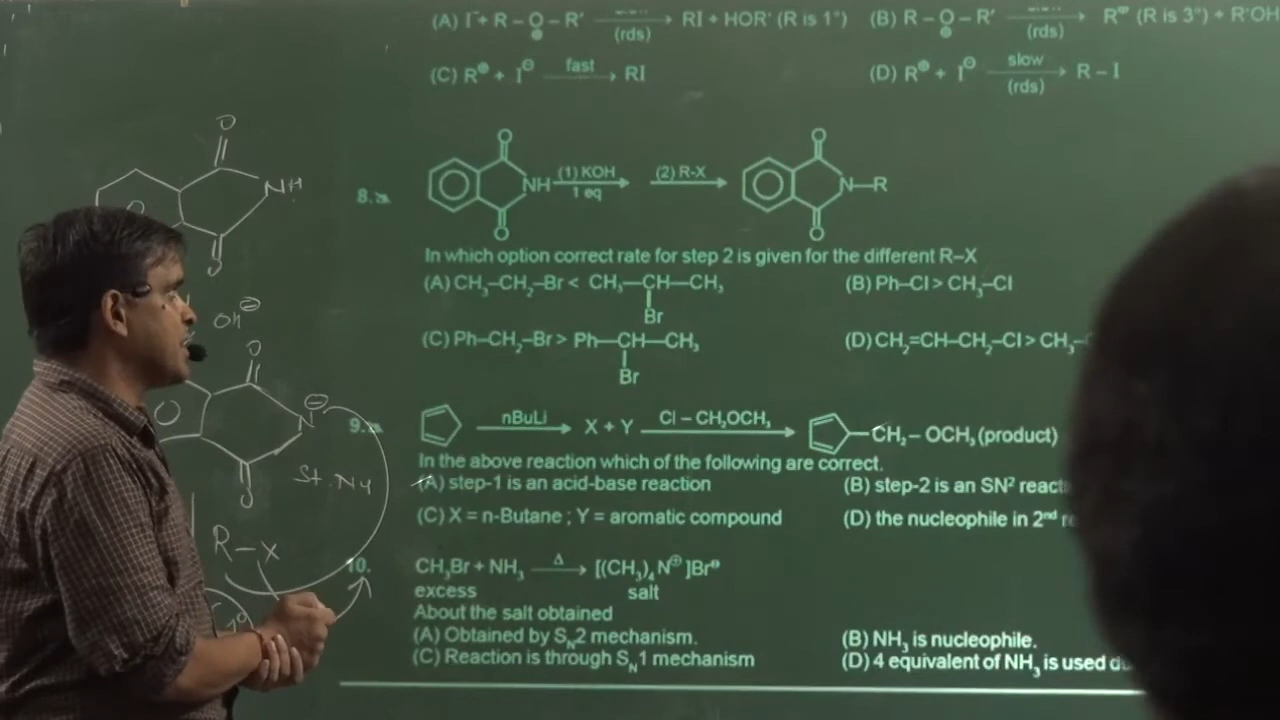 (A) I⁻ + R – O – R′ ⟶ (rds) RI + HOR′ (R is 1°) (B) R – O – R′ ⟶ (rds) R⊕ (R is 3°) + R′OH
⊕ ⊕
(C) R⊕ + I⊖ fast ⟶ RI (D) R⊕ + I⊖ slow ⟶ (rds) R – I
O
NH
O
8. O NH O (1) KOH 1 eq ⟶ (2) R-X ⟶ O N–R O
In which option correct rate for step 2 is given for the different R–X
(A) CH₃–CH₂–Br < CH₃–CH–CH₃ (B) Ph–Cl > CH₃–Cl
Br
(C) Ph–CH₂–Br > Ph–CH–CH₃ (D) CH₂=CH–CH₂–Cl > CH₃–
Br
OH⊖
O
N⊖
O
St. Nu
R–X
1°
9. nBuLi ⟶ X + Y Cl – CH₂OCH₃ ⟶ CH₂ – OCH₃ (product)
In the above reaction which of the following are correct.
(A) step-1 is an acid-base reaction (B) step-2 is an SN²
(C) X = n-Butane ; Y = aromatic compound (D) the nucleophile in 2ⁿᵈ
10. CH₃Br + NH₃ Δ ⟶ [(CH₃)₄N⊕]Br⊖
excess salt
About the salt obtained
(A) Obtained by Sₙ2 mechanism. (B) NH₃ is nucleophile.
(C) Reaction is through Sₙ1 mechanism (D) 4 equivalent of NH₃ is used